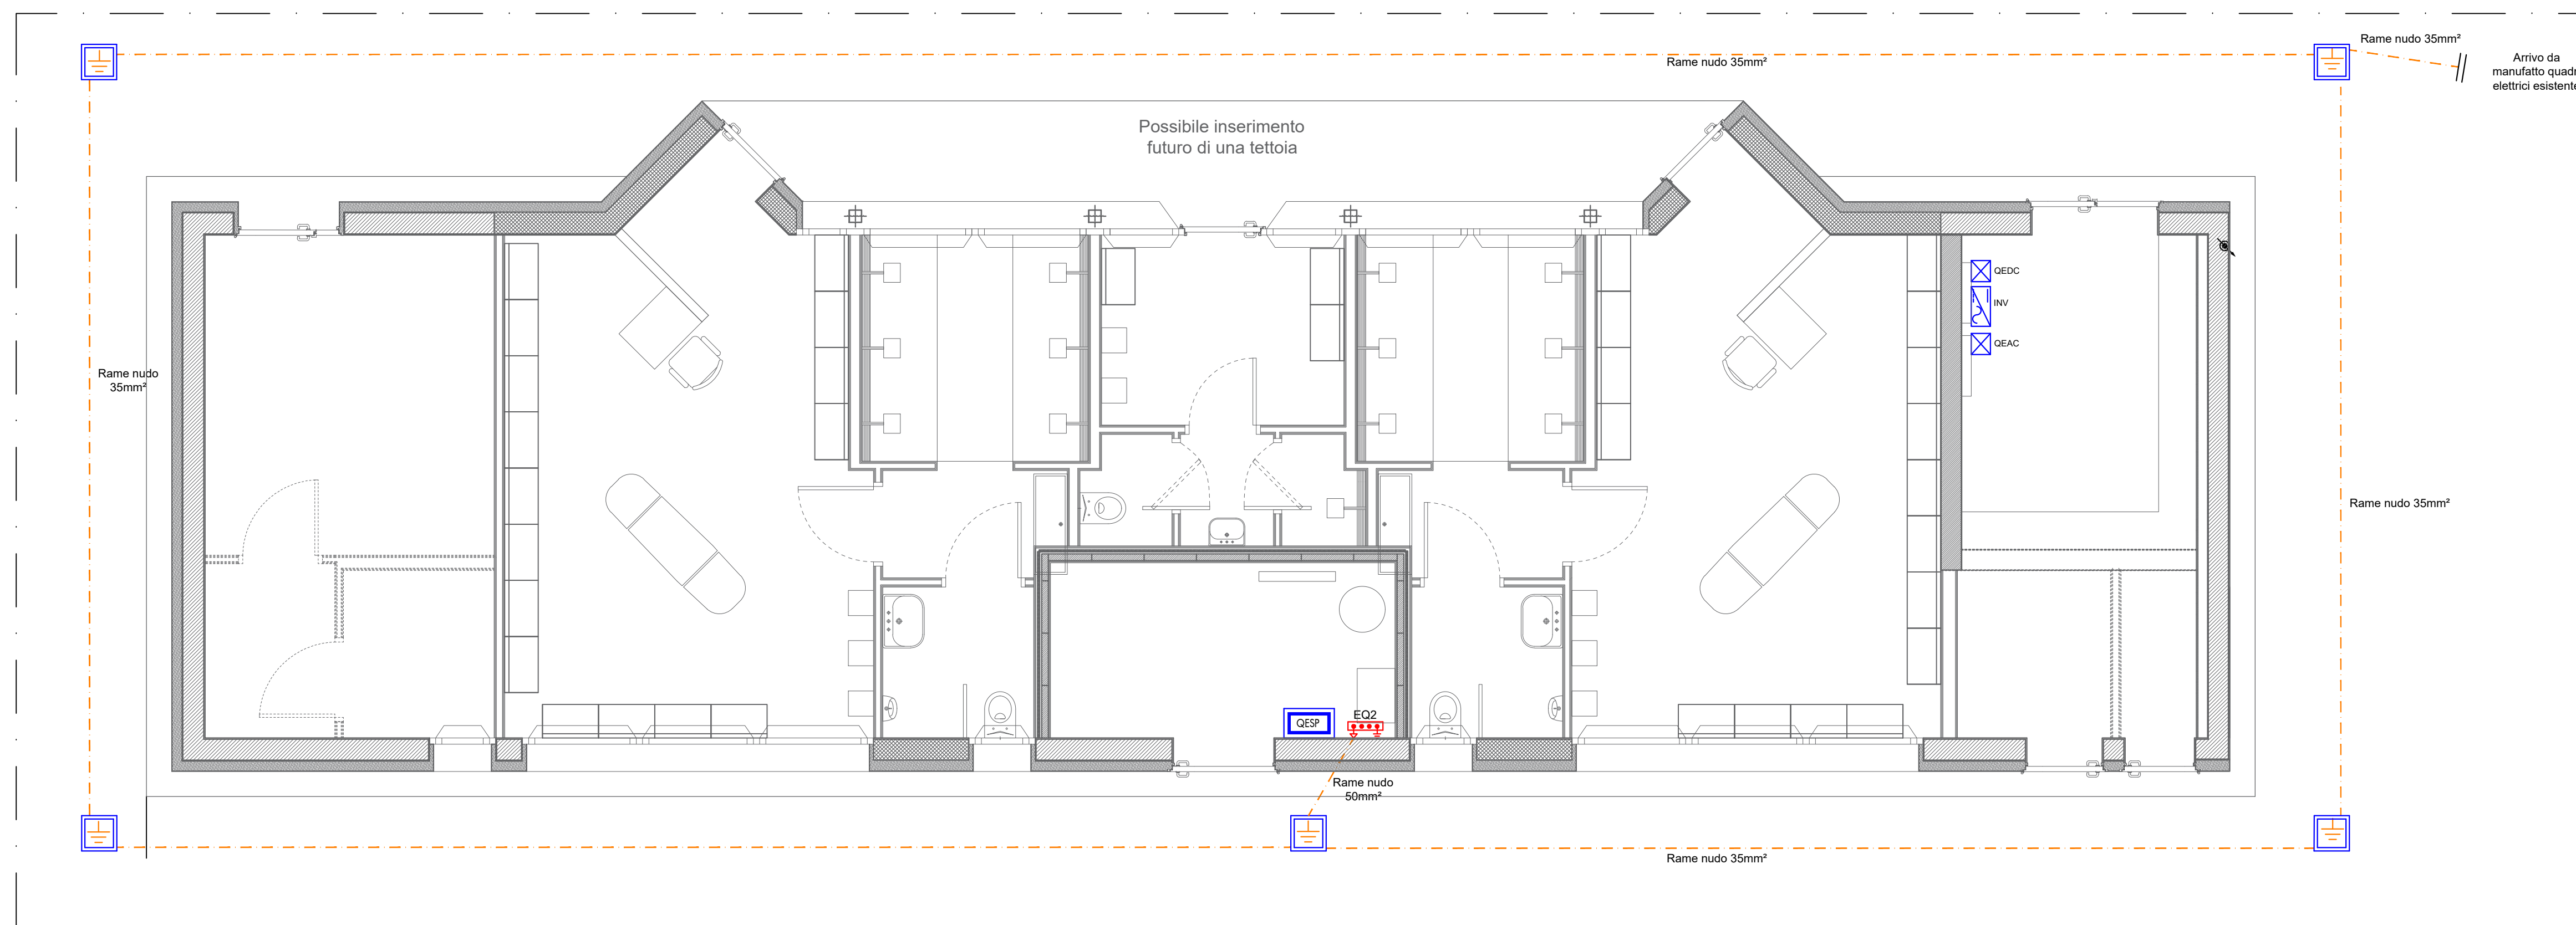 Rame nudo 35mm²
Rame nudo 35mm²
Arrivo da
manufatto quadr
elettrici esistente
Possibile inserimento
futuro di una tettoia
QEDC
INV
QEAC
Rame nudo
35mm²
Rame nudo 35mm²
EQ2
QESP
Rame nudo
50mm²
Rame nudo 35mm²